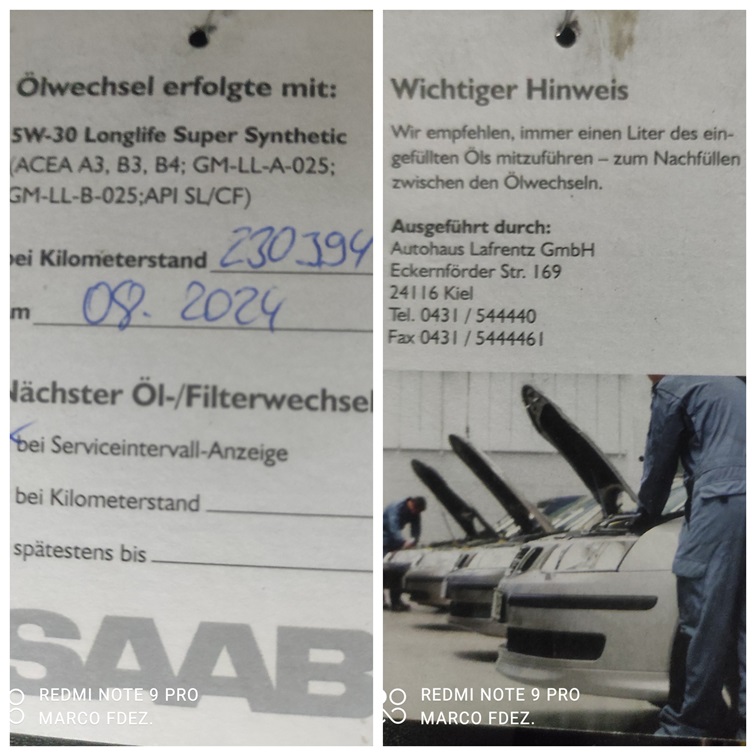 Ölwechsel erfolgte mit:
5W-30 Longlife Super Synthetic
(ACEA A3, B3, B4; GM-LL-A-025;
GM-LL-B-025;API SL/CF)
bei Kilometerstand 230394
m 08. 2024
Nächster Öl-/Filterwechsel
bei Serviceintervall-Anzeige
bei Kilometerstand
spätestens bis
SAAB
REDMI NOTE 9 PRO
MARCO FDEZ.
Wichtiger Hinweis
Wir empfehlen, immer einen Liter des ein-
gefüllten Öls mitzuführen – zum Nachfüllen
zwischen den Ölwechseln.
Ausgeführt durch:
Autohaus Lafrentz GmbH
Eckernförder Str. 169
24116 Kiel
Tel. 0431 / 544440
Fax 0431 / 5444461
REDMI NOTE 9 PRO
MARCO FDEZ.